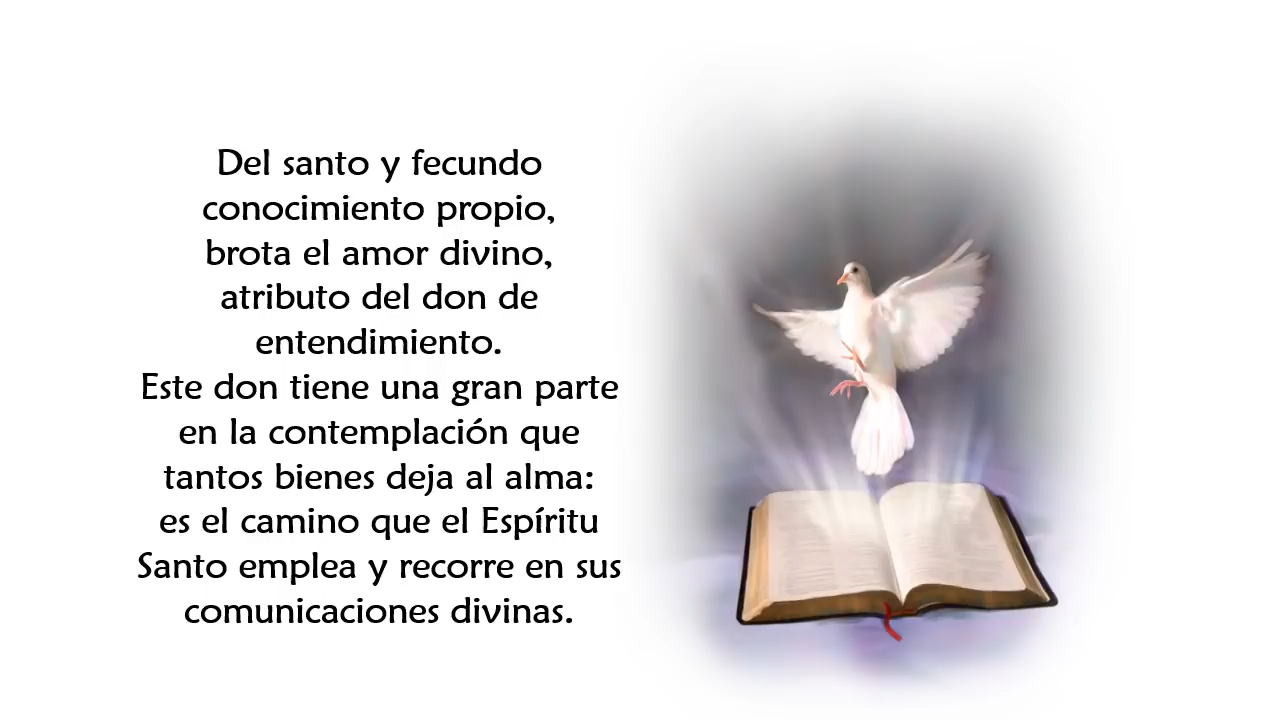 Del santo y fecundo
conocimiento propio,
brota el amor divino,
atributo del don de
entendimiento.
Este don tiene una gran parte
en la contemplación que
tantos bienes deja al alma:
es el camino que el Espíritu
Santo emplea y recorre en sus
comunicaciones divinas.